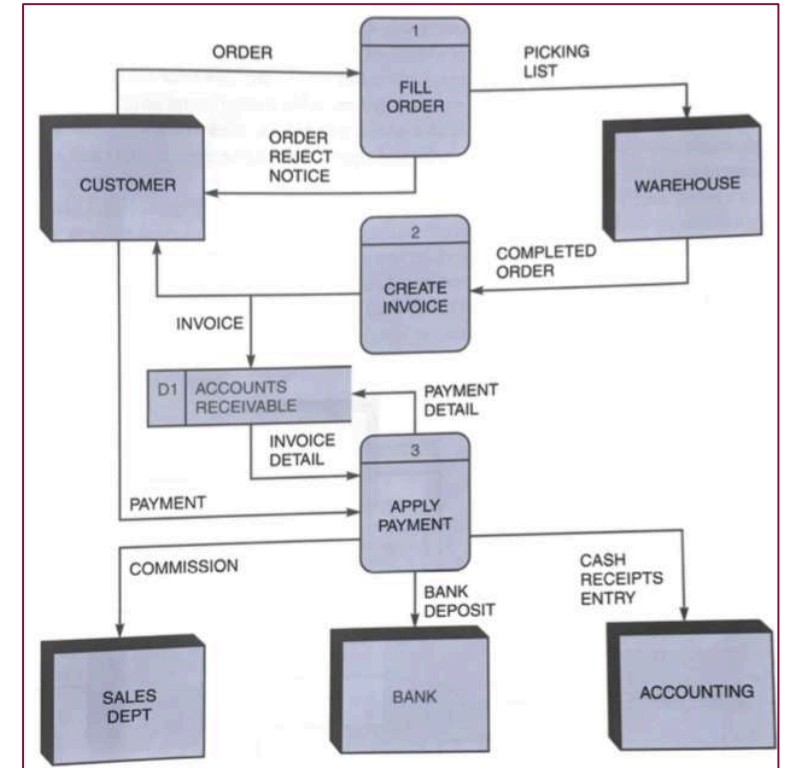 1
FILL
ORDER
ORDER
PICKING
LIST
ORDER
REJECT
NOTICE
CUSTOMER
WAREHOUSE
2
CREATE
INVOICE
COMPLETED
ORDER
INVOICE
D1 ACCOUNTS
RECEIVABLE
PAYMENT
DETAIL
INVOICE
DETAIL
3
APPLY
PAYMENT
PAYMENT
COMMISSION
BANK
DEPOSIT
CASH
RECEIPTS
ENTRY
SALES
DEPT
BANK
ACCOUNTING